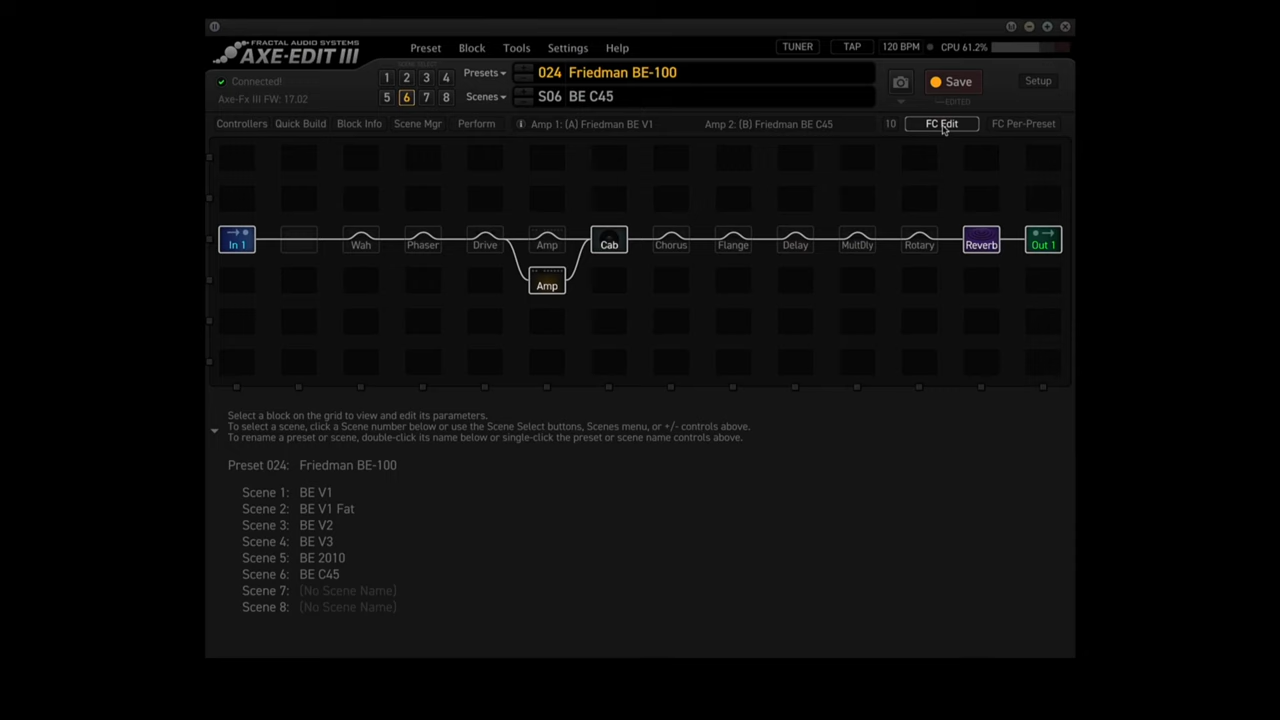 FRACTAL AUDIO SYSTEMS
AXE-EDIT III
Preset Block Tools Settings Help
TUNER TAP 120 BPM CPU 61.2%
SCENE SELECT
1 2 3 4
5 6 7 8
Connected!
Axe-Fx III FW: 17.02
Presets 024 Friedman BE-100
Scenes S06 BE C45
Save
EDITED
Setup
Controllers Quick Build Block Info Scene Mgr Perform Amp 1: (A) Friedman BE V1 Amp 2: (B) Friedman BE C45 10 FC Edit FC Per-Preset
In 1 Wah Phaser Drive Amp Cab Chorus Flange Delay MultDly Rotary Reverb Out 1
Amp
Select a block on the grid to view and edit its parameters.
To select a scene, click a Scene number below or use the Scene Select buttons, Scenes menu, or +/- controls above.
To rename a preset or scene, double-click its name below or single-click the preset or scene name controls above.
Preset 024: Friedman BE-100
Scene 1: BE V1
Scene 2: BE V1 Fat
Scene 3: BE V2
Scene 4: BE V3
Scene 5: BE 2010
Scene 6: BE C45
Scene 7: (No Scene Name)
Scene 8: (No Scene Name)